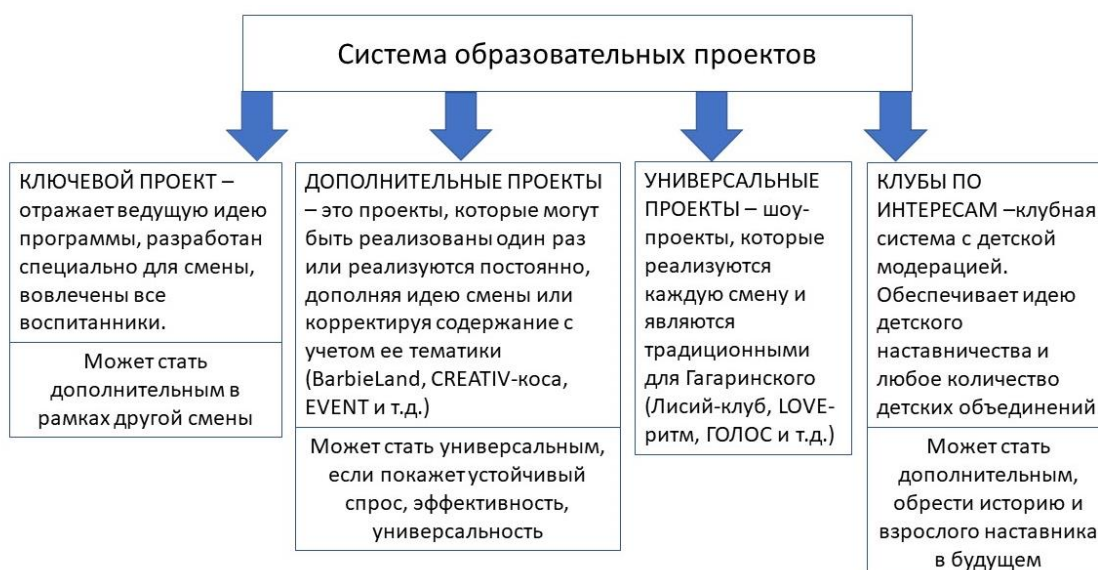 Система образовательных проектов
КЛЮЧЕВОЙ ПРОЕКТ –
отражает ведущую идею
программы, разработан
специально для смены,
вовлечены все
воспитанники.
Может стать
дополнительным в
рамках другой смены
ДОПОЛНИТЕЛЬНЫЕ ПРОЕКТЫ
– это проекты, которые могут
быть реализованы один раз
или реализуются постоянно,
дополняя идею смены или
корректируя содержание с
учетом ее тематики
(BarbieLand, CREATIV-коса,
EVENT и т.д.)
Может стать универсальным,
если покажет устойчивый
спрос, эффективность,
универсальность
УНИВЕРСАЛЬНЫЕ
ПРОЕКТЫ – шоу-
проекты, которые
реализуются
каждую смену и
являются
традиционными
для Гагаринского
(Лисий-клуб, LOVE-
ритм, ГОЛОС и т.д.)
КЛУБЫ ПО
ИНТЕРЕСАМ –клубная
система с детской
модерацией.
Обеспечивает идею
детского
наставничества и
любое количество
детских объединений
Может стать
дополнительным,
обрести историю и
взрослого наставника
в будущем